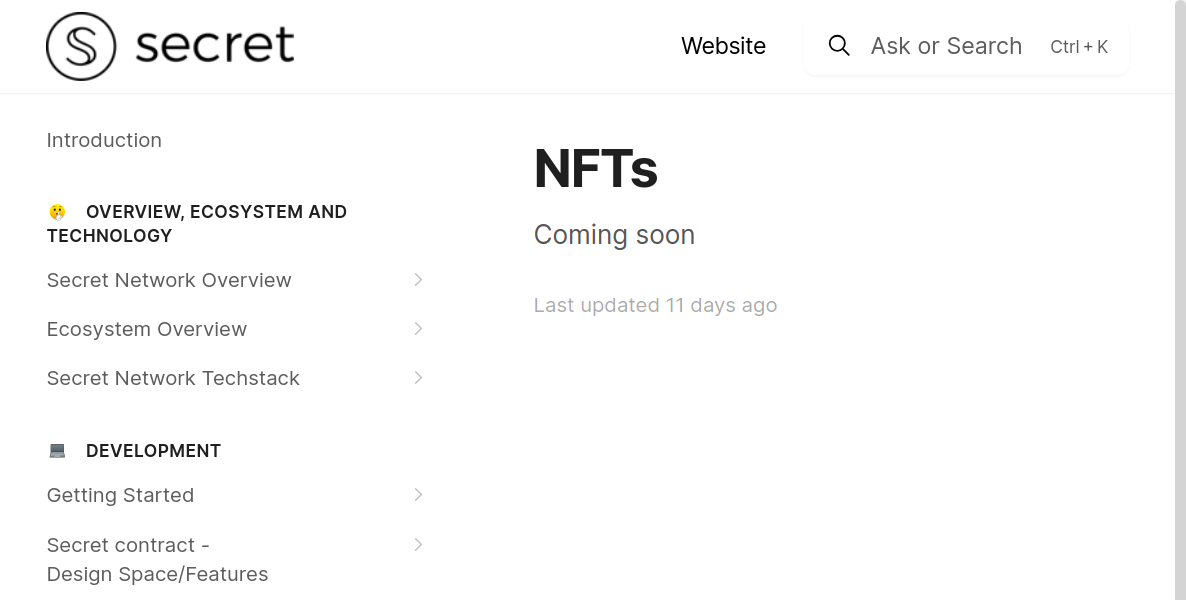 secret
Website
Ask or Search
Ctrl + K
Introduction
OVERVIEW, ECOSYSTEM AND
TECHNOLOGY
Secret Network Overview
Ecosystem Overview
Secret Network Techstack
DEVELOPMENT
Getting Started
Secret contract -
Design Space/Features
NFTs
Coming soon
Last updated 11 days ago